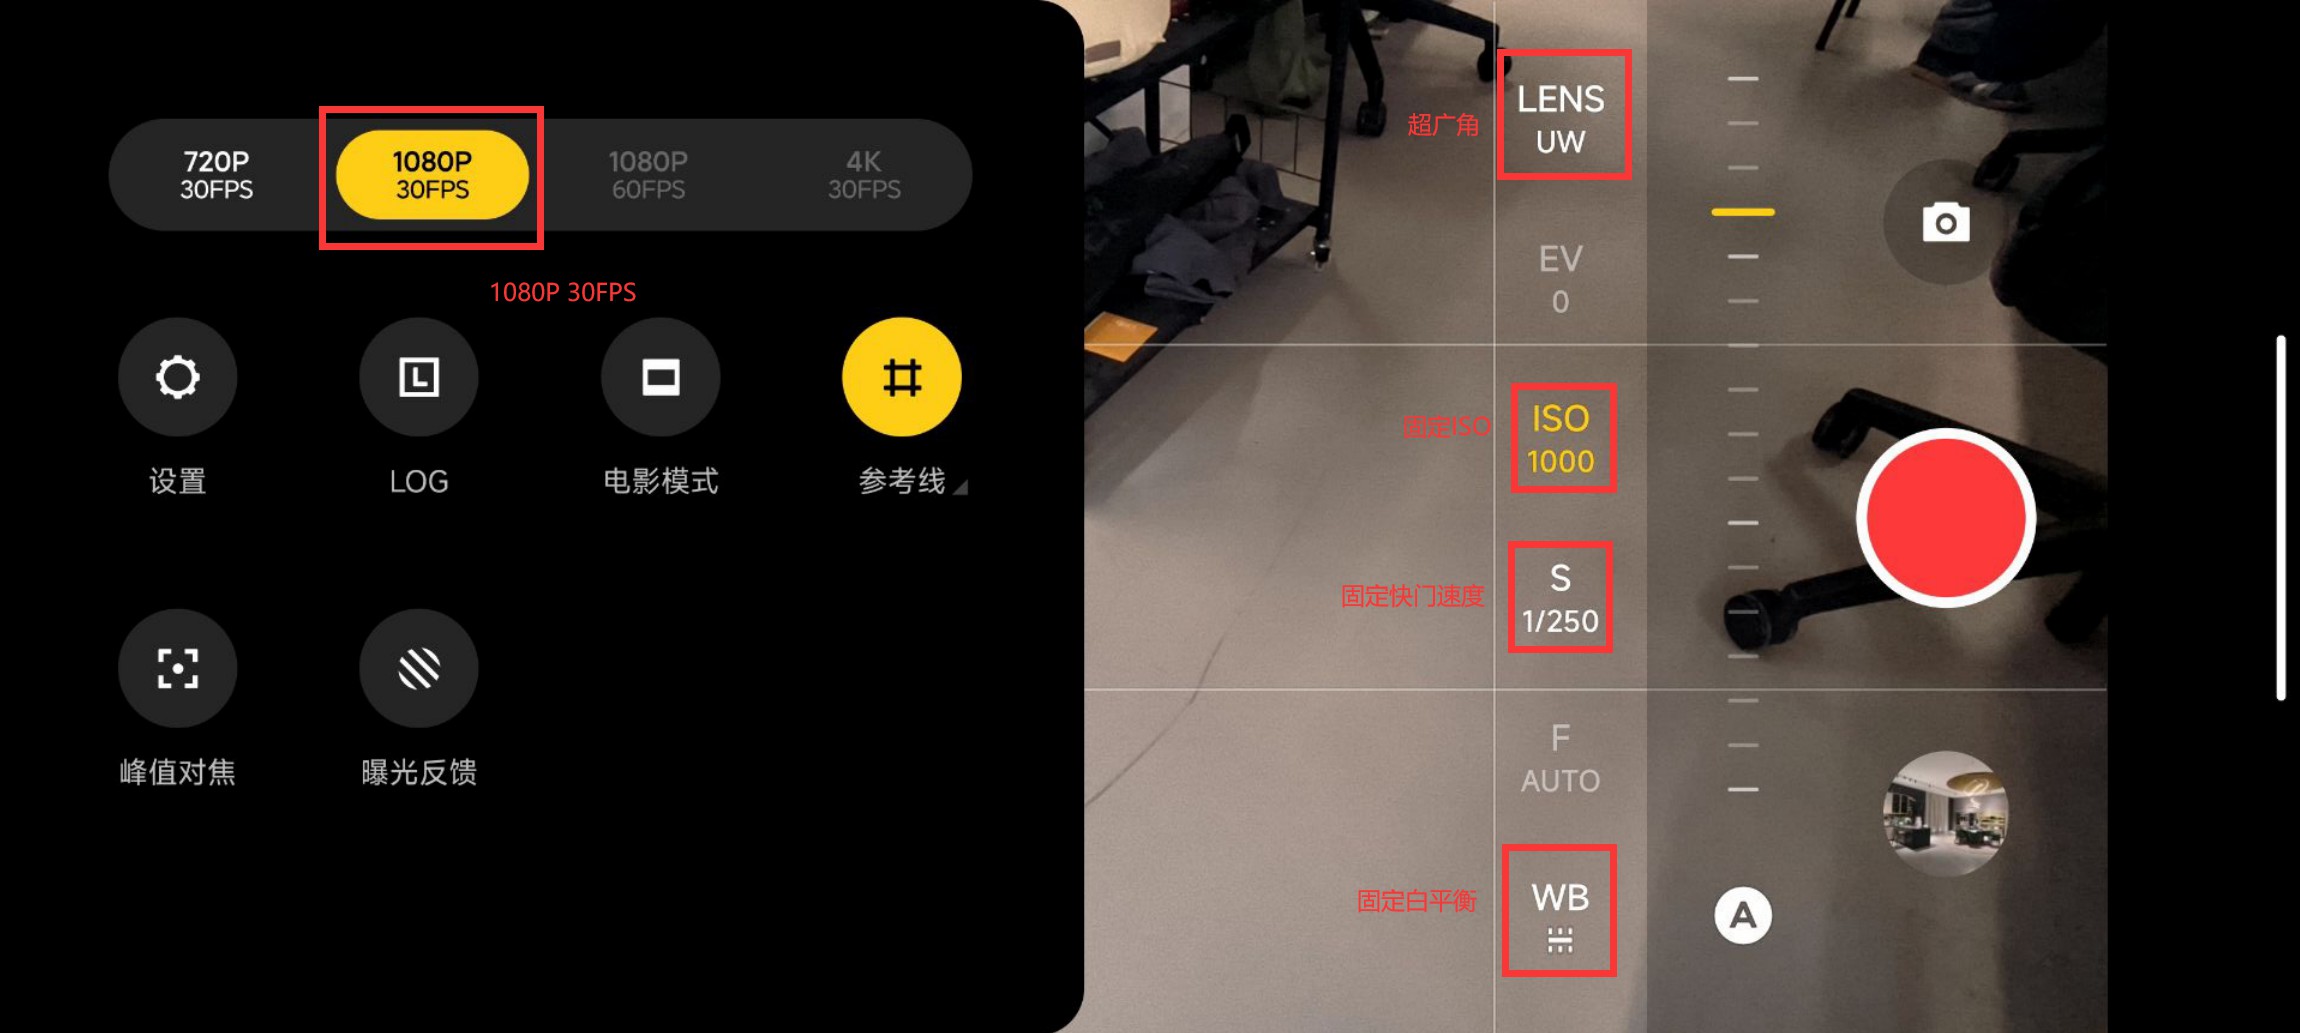 720P
30FPS
1080P
30FPS
1080P
60FPS
4K
30FPS
1080P 30FPS
设置
LOG
电影模式
参考线
峰值对焦
曝光反馈
超广角
LENS
UW
EV
0
固定ISO
ISO
1000
固定快门速度
S
1/250
F
AUTO
固定白平衡
WB
A